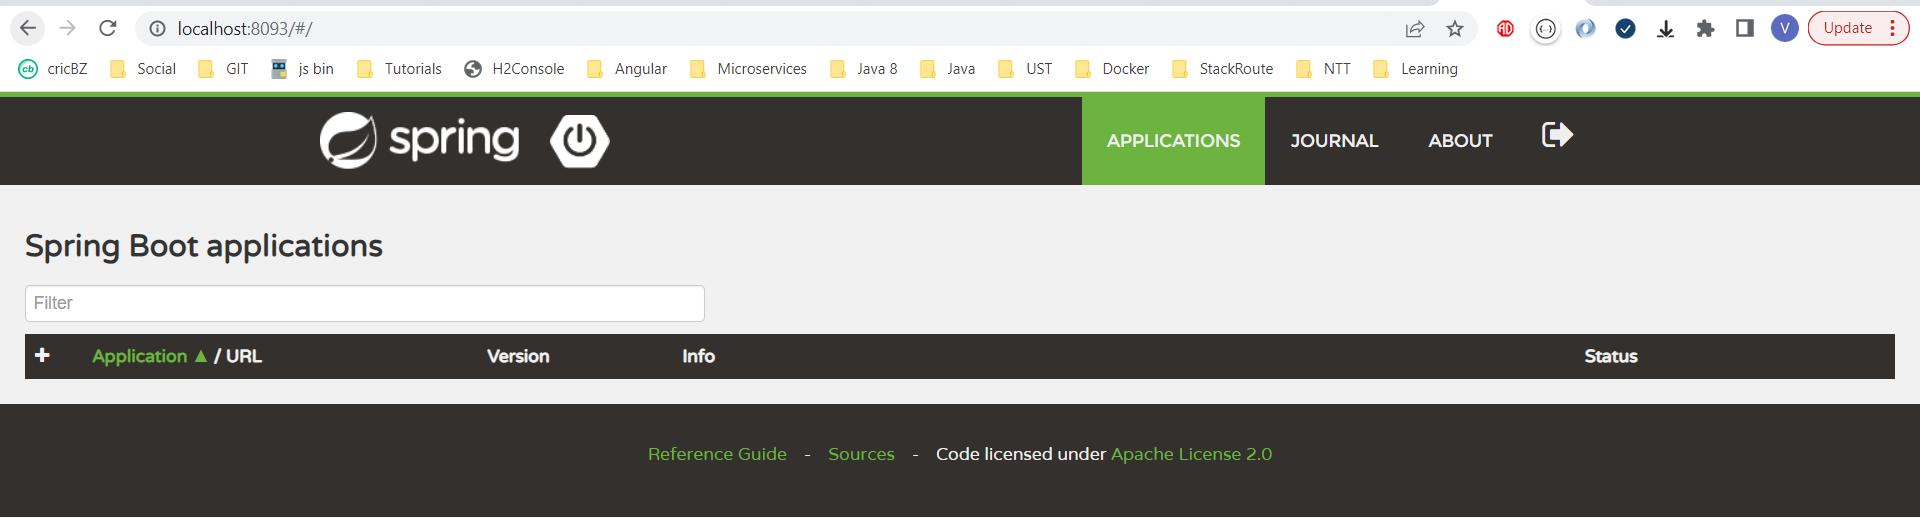 localhost:8093/#/
AD
V
Update
cb cricBZ Social GIT js bin Tutorials H2Console Angular Microservices Java 8 Java UST Docker StackRoute NTT Learning
spring APPLICATIONS JOURNAL ABOUT
Spring Boot applications
Filter
Application ▲ / URL Version Info Status
Reference Guide - Sources - Code licensed under Apache License 2.0